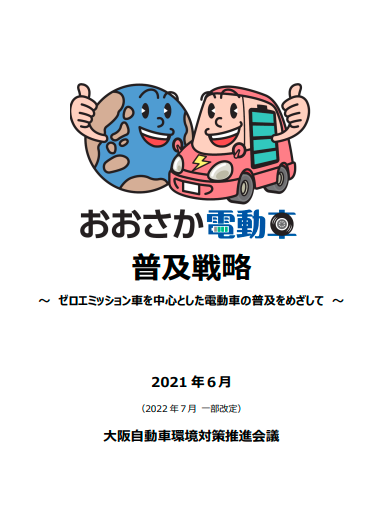 おおさか電動車
普及戦略
～ ゼロエミッション車を中心とした電動車の普及をめざして ～
2021年６月
（2022年７月 一部改定）
大阪自動車環境対策推進会議